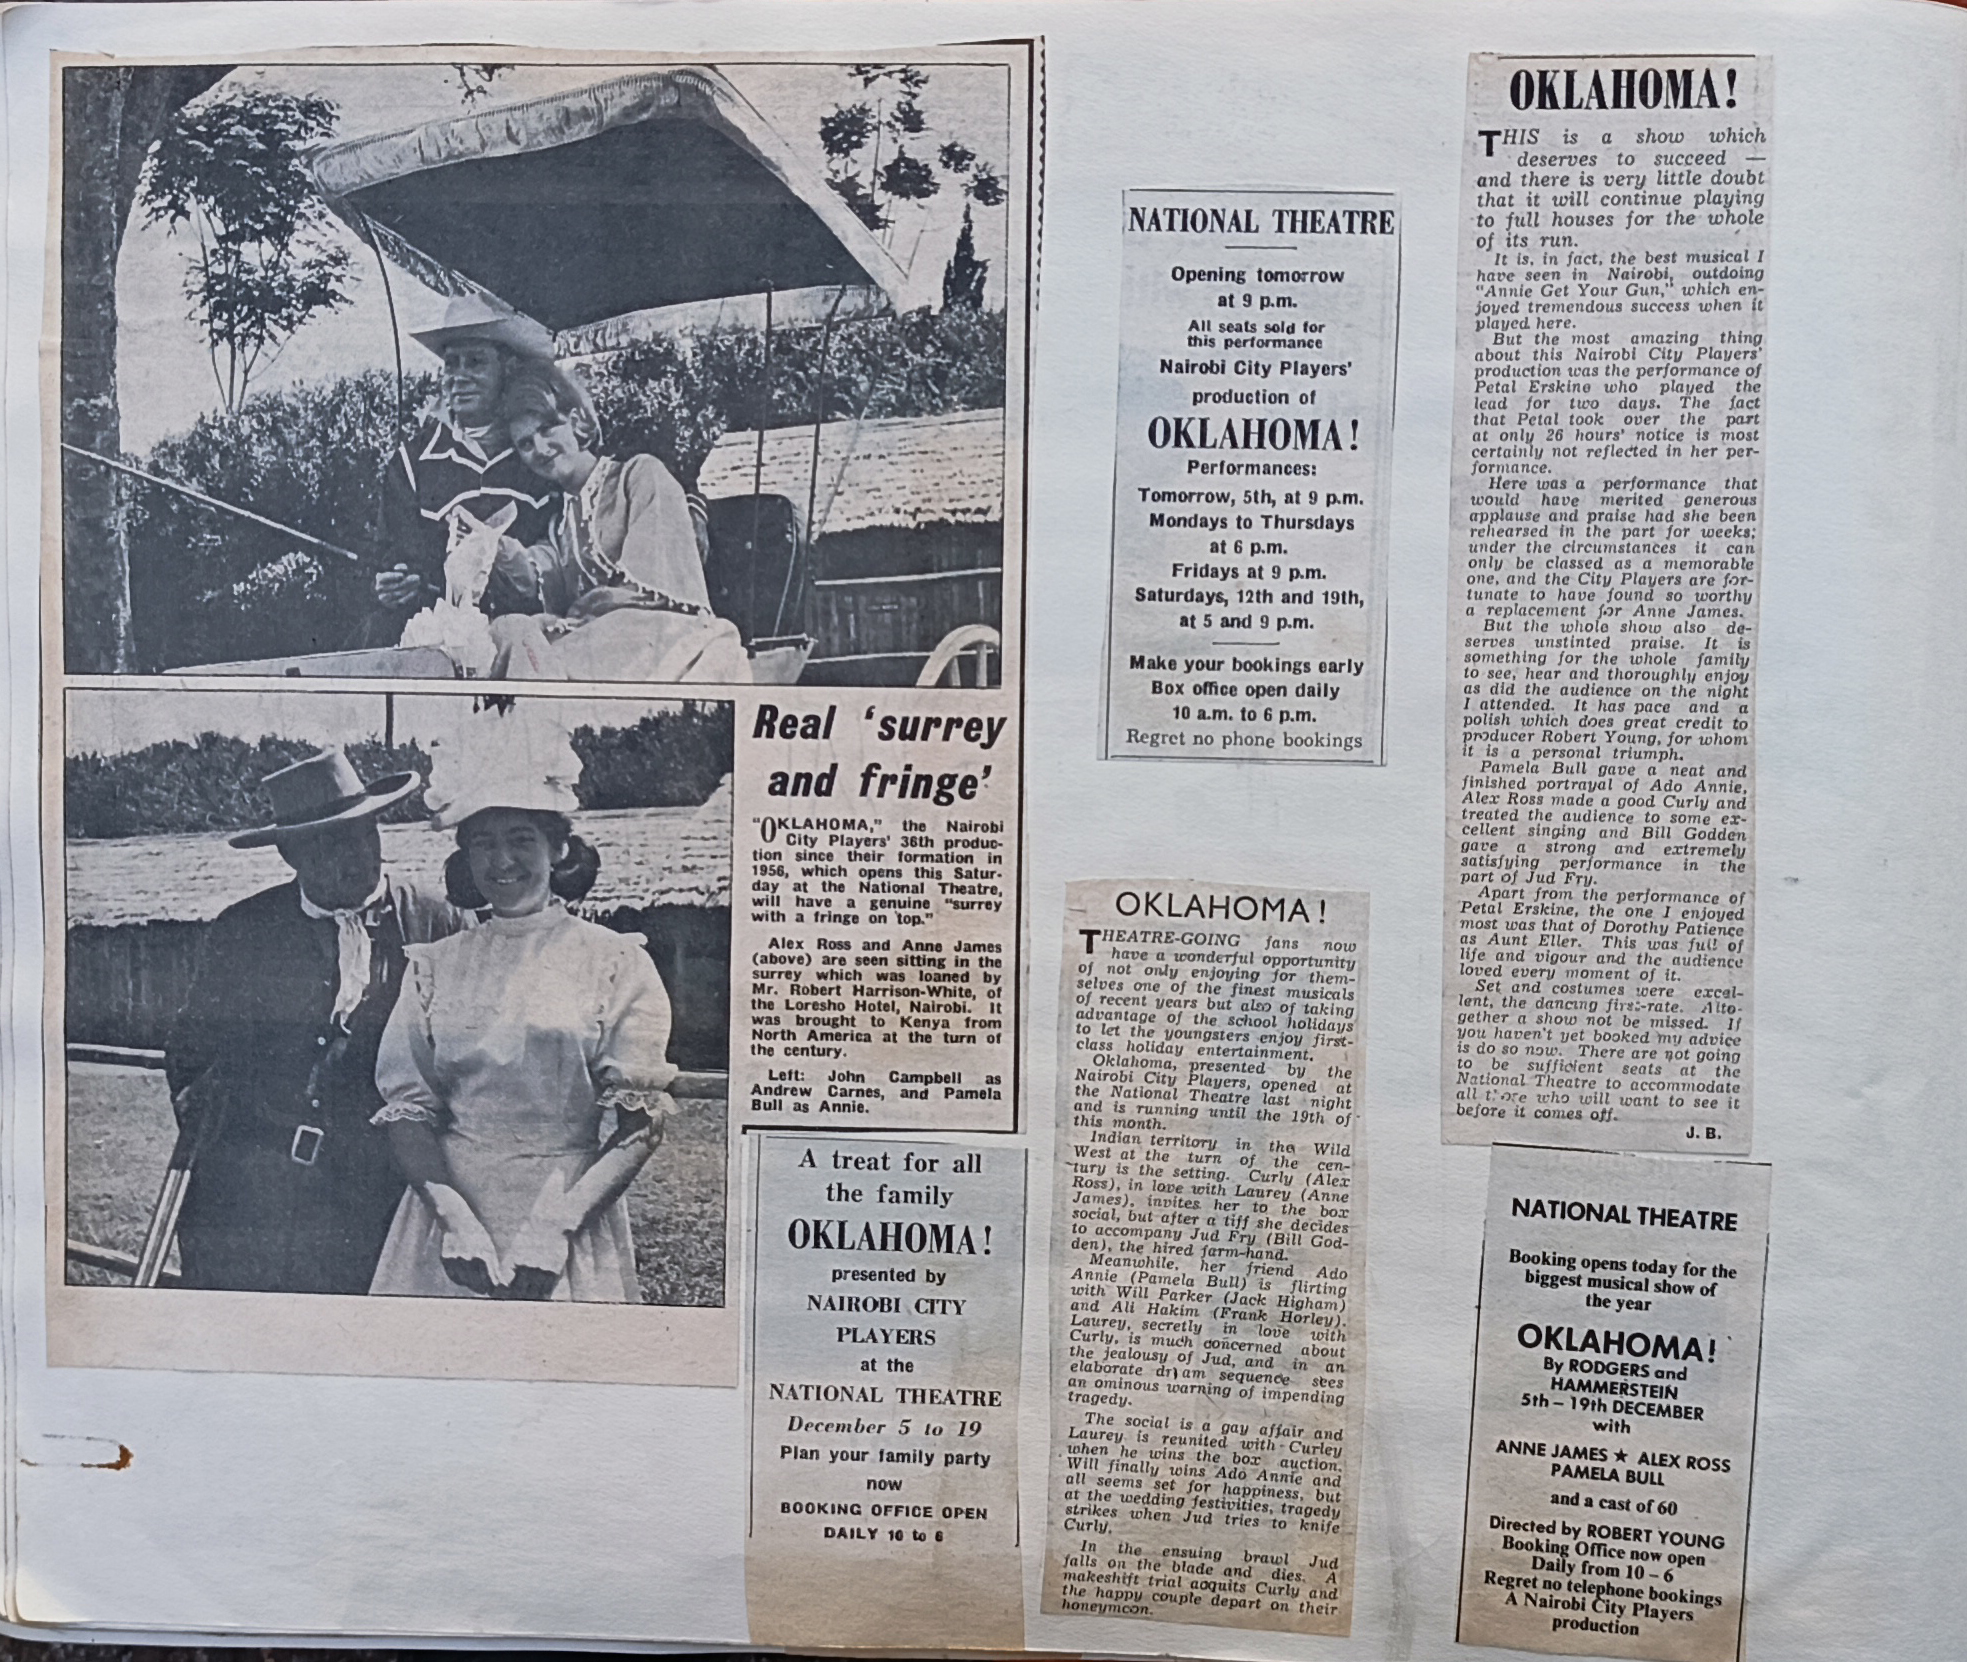 Real ‘surrey
and fringe’
“OKLAHOMA,” the Nairobi
City Players’ 36th produc-
tion since their formation in
1956, which opens this Satur-
day at the National Theatre,
will have a genuine “surrey
with a fringe on top.”
Alex Ross and Anne James
(above) are seen sitting in the
surrey which was loaned by
Mr. Robert Harrison-White, of
the Loresho Hotel, Nairobi. It
was brought to Kenya from
North America at the turn of
the century.
Left: John Campbell as
Andrew Carnes, and Pamela
Bull as Annie.
A treat for all
the family
OKLAHOMA!
presented by
NAIROBI CITY
PLAYERS
at the
NATIONAL THEATRE
December 5 to 19
Plan your family party
now
BOOKING OFFICE OPEN
DAILY 10 to 6
NATIONAL THEATRE
Opening tomorrow
at 9 p.m.
All seats sold for
this performance
Nairobi City Players’
production of
OKLAHOMA!
Performances:
Tomorrow, 5th, at 9 p.m.
Mondays to Thursdays
at 6 p.m.
Fridays at 9 p.m.
Saturdays, 12th and 19th,
at 5 and 9 p.m.
Make your bookings early
Box office open daily
10 a.m. to 6 p.m.
Regret no phone bookings
OKLAHOMA!
THEATRE-GOING fans now
have a wonderful opportunity
of not only enjoying for them-
selves one of the finest musicals
of recent years but also of taking
advantage of the school holidays
to let the youngsters enjoy first-
class holiday entertainment.
Oklahoma, presented by the
Nairobi City Players, opened at
the National Theatre last night
and is running until the 19th of
this month.
Indian territory in the Wild
West at the turn of the cen-
tury is the setting. Curly (Alex
Ross), in love with Laurey (Anne
James), invites her to the box
social, but after a tiff she decides
to accompany Jud Fry (Bill God-
den), the hired farm-hand.
Meanwhile, her friend Ado
Annie (Pamela Bull) is flirting
with Will Parker (Jack Higham)
and Ali Hakim (Frank Horley).
Laurey, secretly in love with
Curly, is much concerned about
the jealousy of Jud, and in an
elaborate dream sequence sees
an ominous warning of impending
tragedy.
The social is a gay affair and
Laurey is reunited with Curley
when he wins the box auction.
Will finally wins Ado Annie and
all seems set for happiness, but
at the wedding festivities, tragedy
strikes when Jud tries to knife
Curly.
In the ensuing brawl Jud
falls on the blade and dies. A
makeshift trial acquits Curly and
the happy couple depart on their
honeymoon.
OKLAHOMA!
THIS is a show which
deserves to succeed —
and there is very little doubt
that it will continue playing
to full houses for the whole
of its run.
It is, in fact, the best musical I
have seen in Nairobi, outdoing
“Annie Get Your Gun,” which en-
joyed tremendous success when it
played here.
But the most amazing thing
about this Nairobi City Players’
production was the performance of
Petal Erskine who played the
lead for two days. The fact
that Petal took over the part
at only 26 hours’ notice is most
certainly not reflected in her per-
formance.
Here was a performance that
would have merited generous
applause and praise had she been
rehearsed in the part for weeks;
under the circumstances it can
only be classed as a memorable
one, and the City Players are for-
tunate to have found so worthy
a replacement for Anne James.
But the whole show also de-
serves unstinted praise. It is
something for the whole family
to see, hear and thoroughly enjoy
as did the audience on the night
I attended. It has pace and a
polish which does great credit to
producer Robert Young, for whom
it is a personal triumph.
Pamela Bull gave a neat and
finished portrayal of Ado Annie,
Alex Ross made a good Curly and
treated the audience to some ex-
cellent singing and Bill Godden
gave a strong and extremely
satisfying performance in the
part of Jud Fry.
Apart from the performance of
Petal Erskine, the one I enjoyed
most was that of Dorothy Patience
as Aunt Eller. This was full of
life and vigour and the audience
loved every moment of it.
Set and costumes were excel-
lent, the dancing first-rate. Alto-
gether a show not be missed. If
you haven’t yet booked my advice
is do so now. There are not going
to be sufficient seats at the
National Theatre to accommodate
all those who will want to see it
before it comes off.
J. B.
NATIONAL THEATRE
Booking opens today for the
biggest musical show of
the year
OKLAHOMA!
By RODGERS and
HAMMERSTEIN
5th – 19th DECEMBER
with
ANNE JAMES ★ ALEX ROSS
PAMELA BULL
and a cast of 60
Directed by ROBERT YOUNG
Booking Office now open
Daily from 10 – 6
Regret no telephone bookings
A Nairobi City Players
production